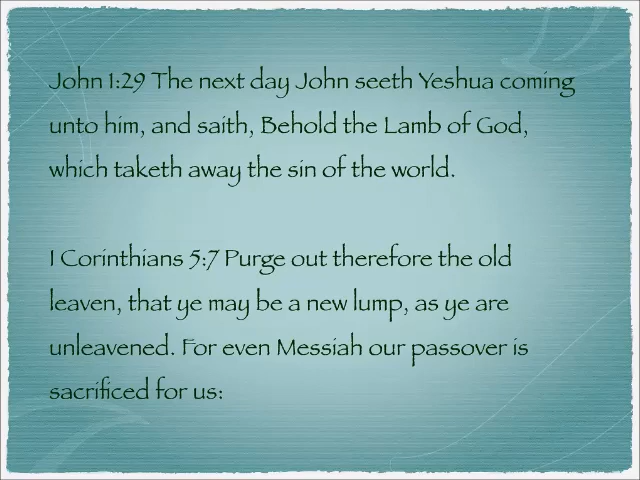 John 1:29 The next day John seeth Yeshua coming
unto him, and saith, Behold the Lamb of God,
which taketh away the sin of the world.
I Corinthians 5:7 Purge out therefore the old
leaven, that ye may be a new lump, as ye are
unleavened. For even Messiah our passover is
sacrificed for us: